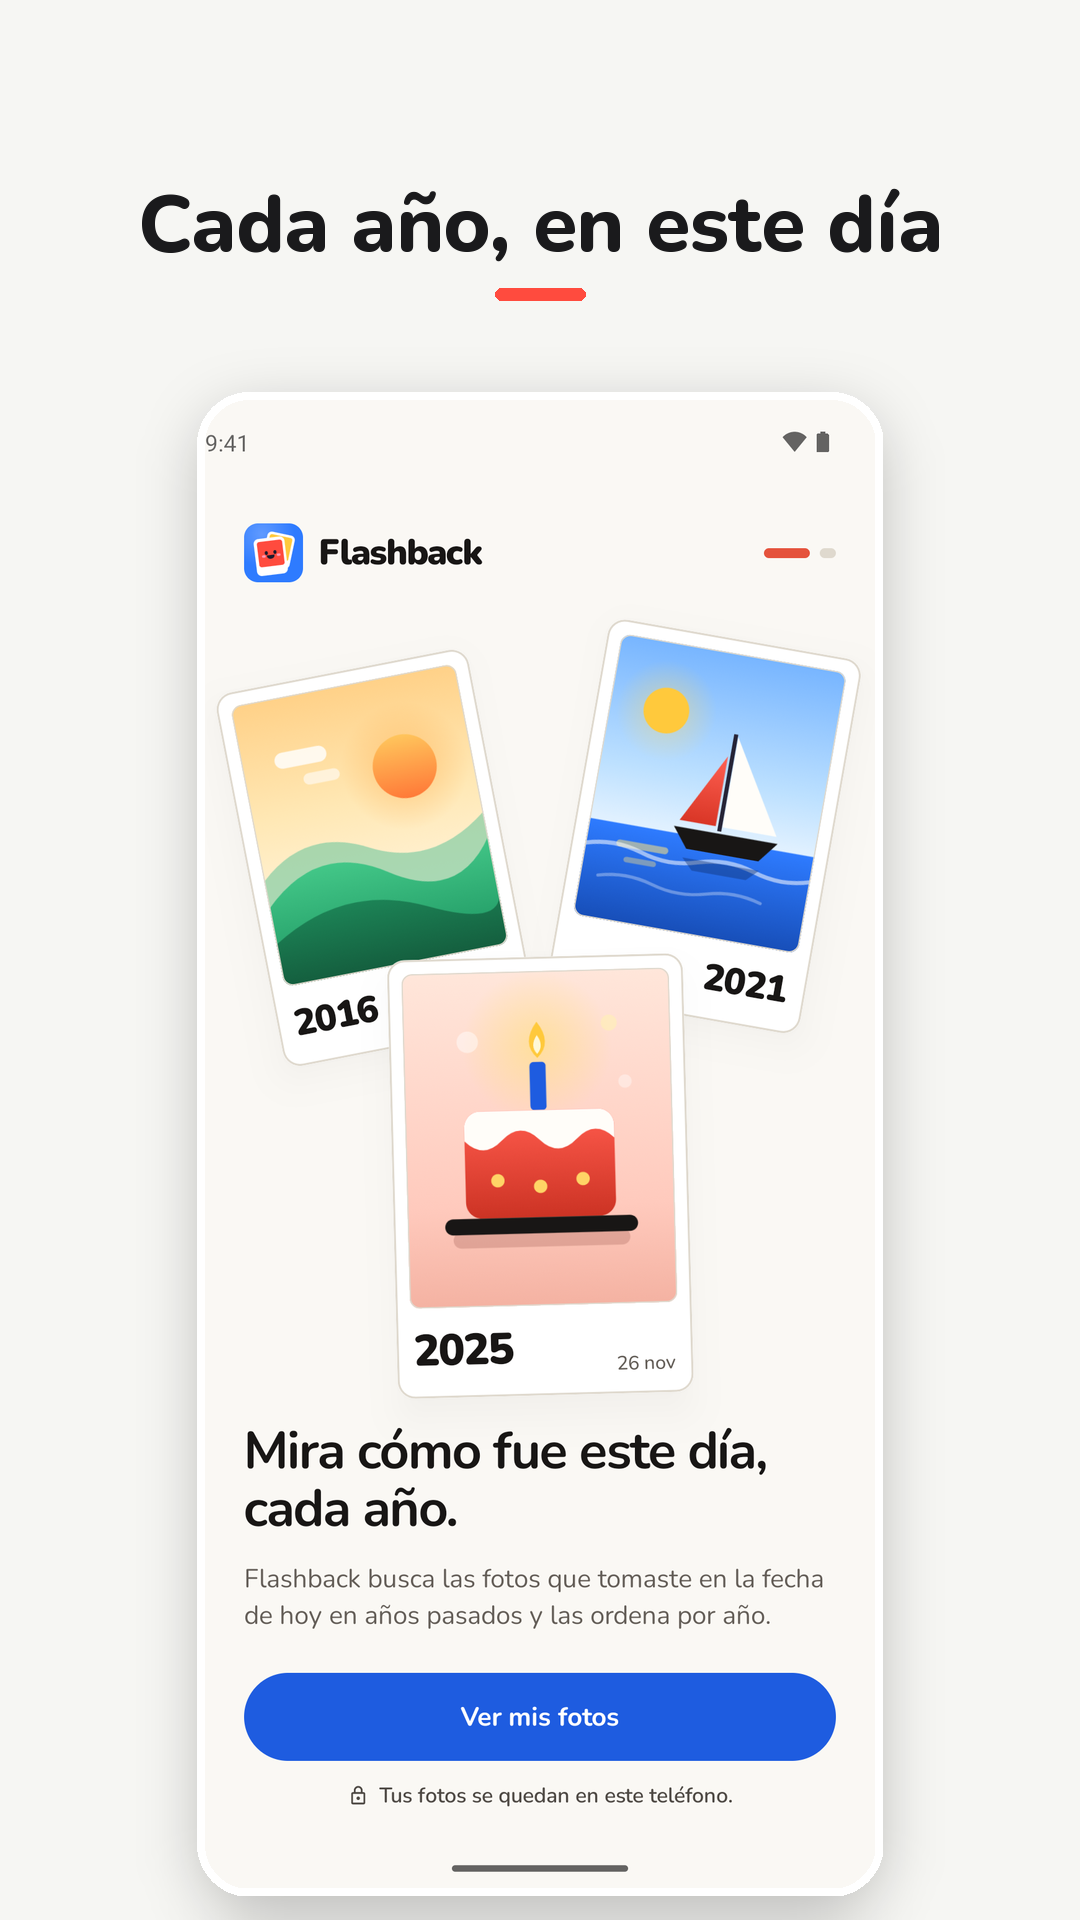 Cada año, en este día
9:41
Flashback
2016
2021
2025
26 nov
Mira cómo fue este día,
cada año.
Flashback busca las fotos que tomaste en la fecha
de hoy en años pasados y las ordena por año.
Ver mis fotos
Tus fotos se quedan en este teléfono.